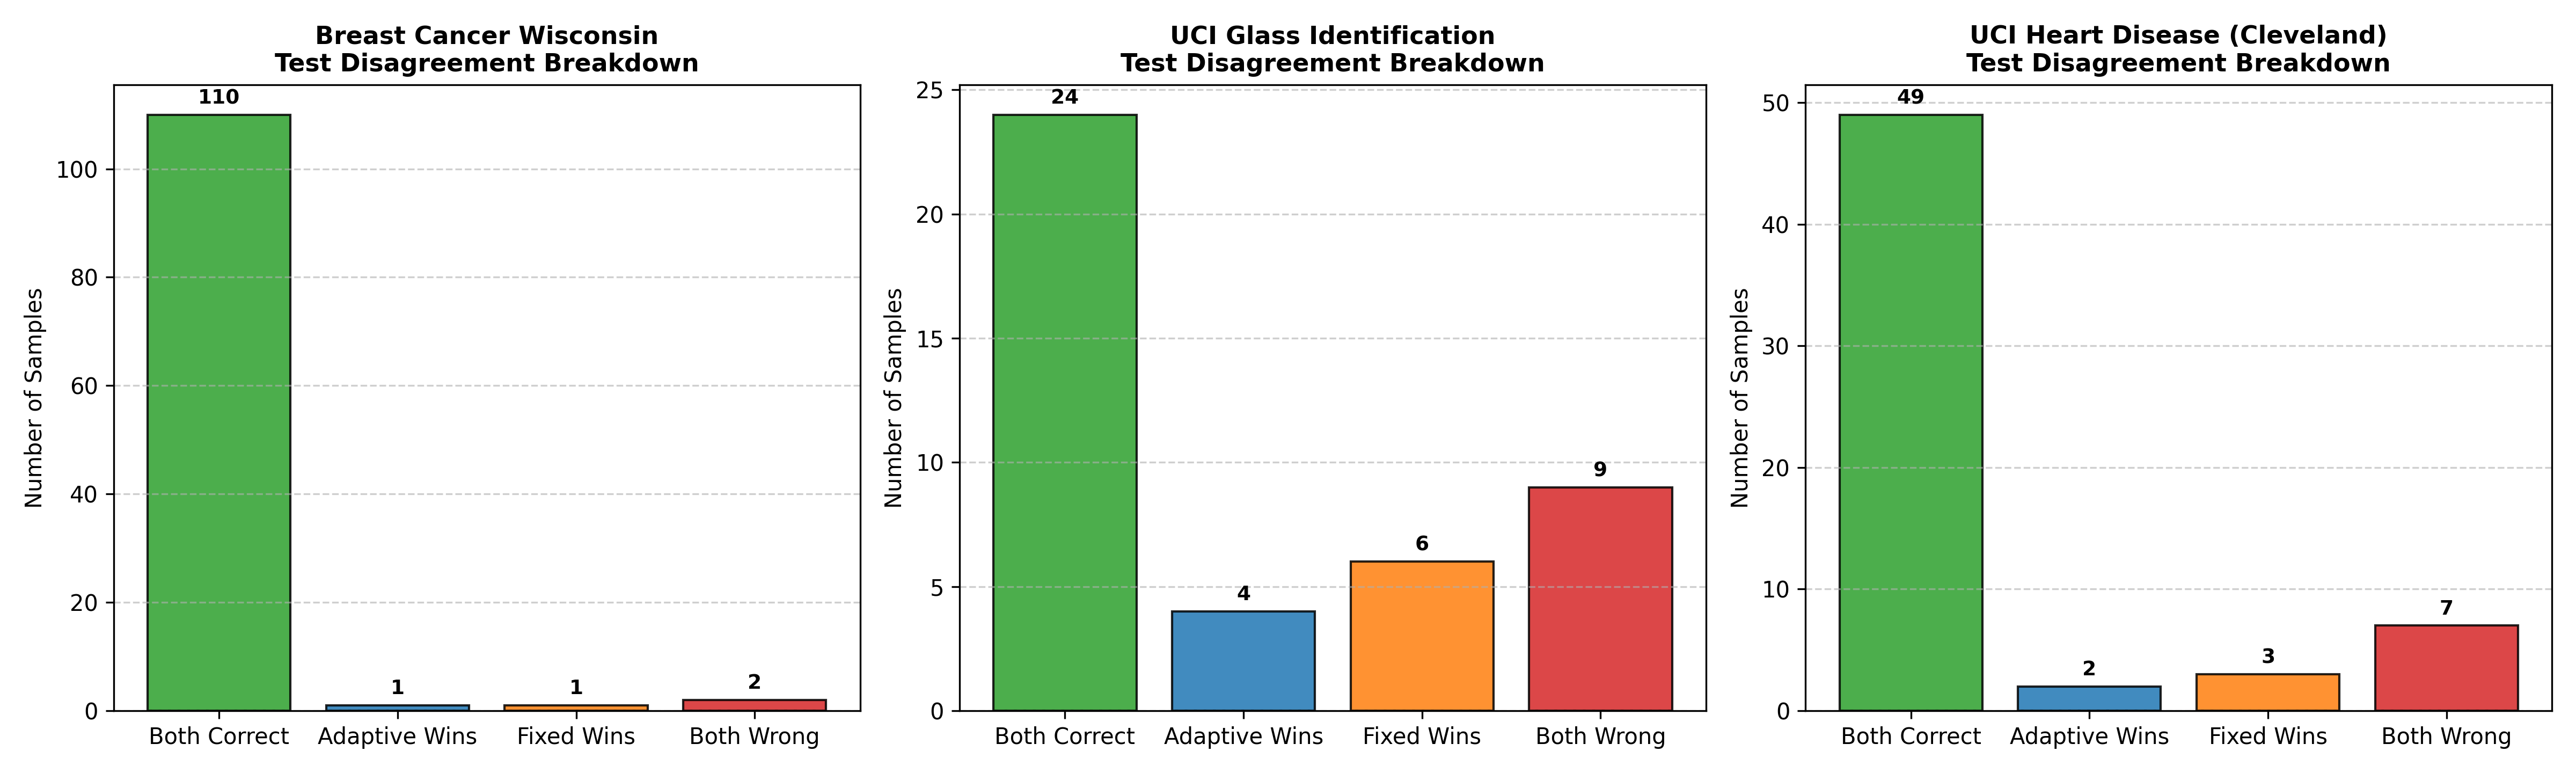 Breast Cancer Wisconsin
Test Disagreement Breakdown
Number of Samples
100
80
60
40
20
0
110
1
1
2
Both Correct
Adaptive Wins
Fixed Wins
Both Wrong
UCI Glass Identification
Test Disagreement Breakdown
Number of Samples
25
20
15
10
5
0
24
4
6
9
Both Correct
Adaptive Wins
Fixed Wins
Both Wrong
UCI Heart Disease (Cleveland)
Test Disagreement Breakdown
Number of Samples
50
40
30
20
10
0
49
2
3
7
Both Correct
Adaptive Wins
Fixed Wins
Both Wrong